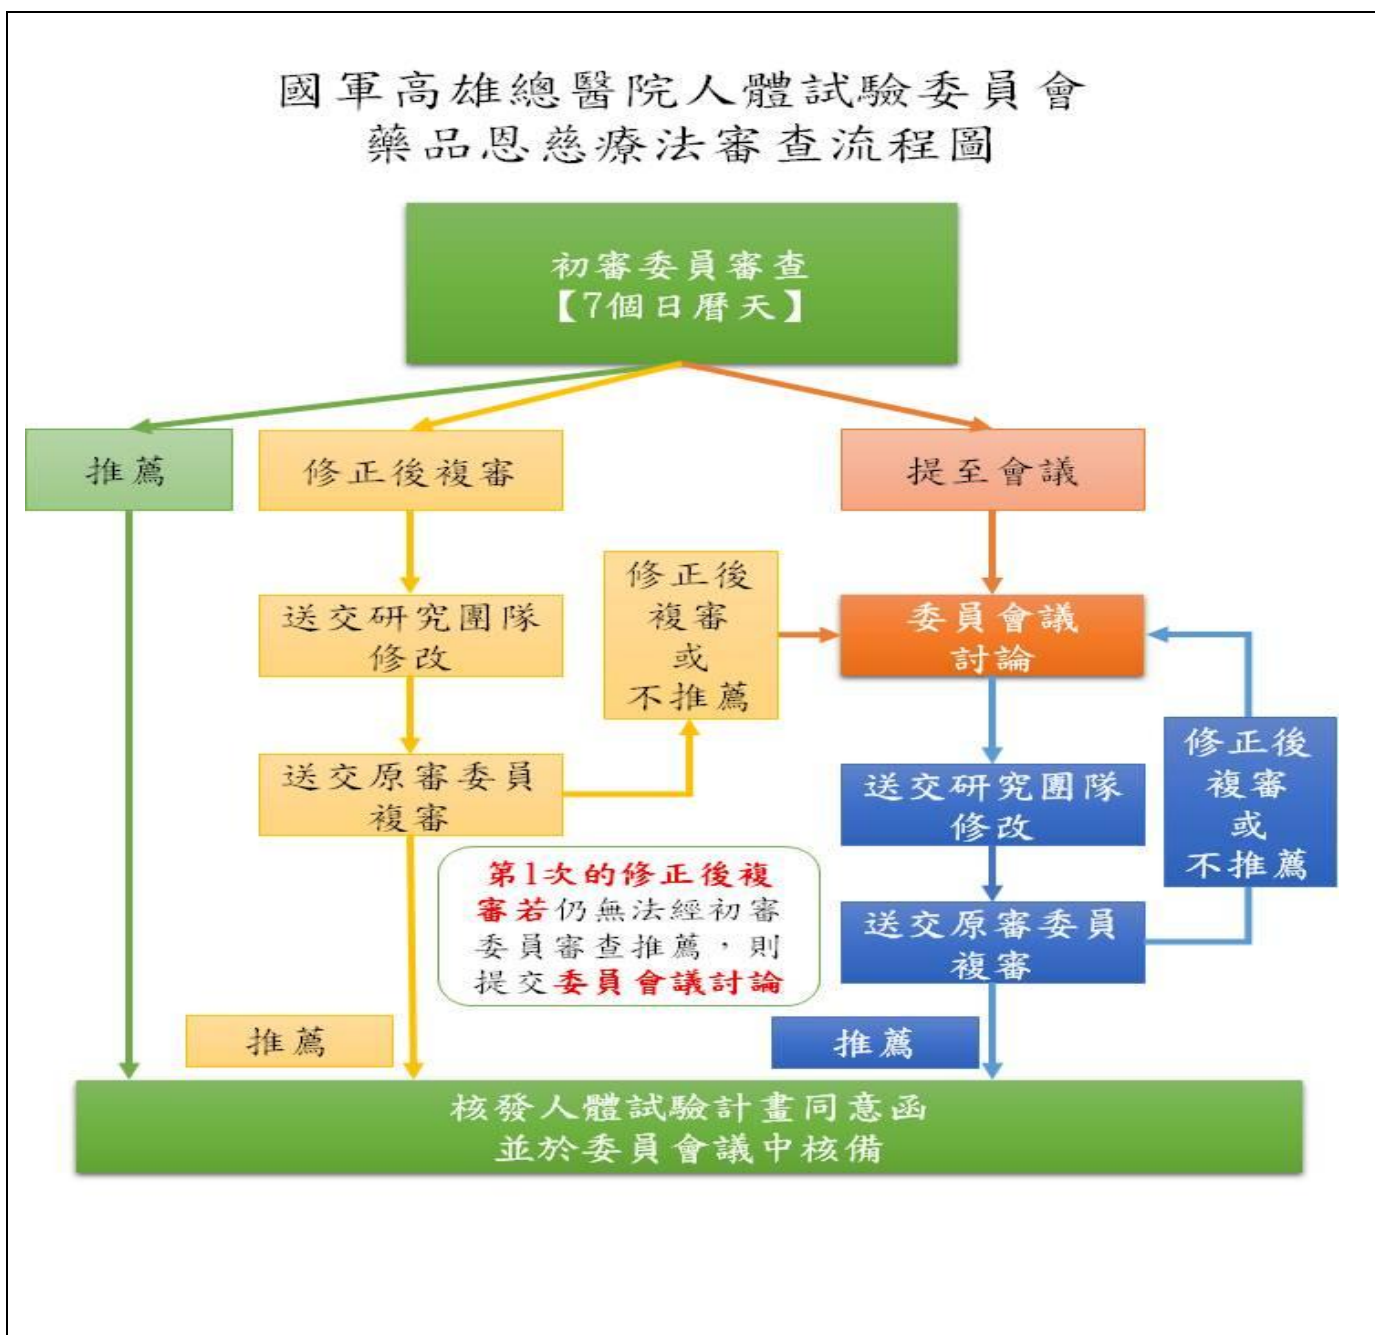 國軍高雄總醫院人體試驗委員會
藥品恩慈療法審查流程圖
初審委員審查
【7個日曆天】
推薦
修正後複審
提至會議
送交研究團隊
修改
修正後
複審
或
不推薦
委員會議
討論
送交原審委員
複審
送交研究團隊
修改
修正後
複審
或
不推薦
第1次的修正後複
審若仍無法經初審
委員審查推薦，則
提交委員會議討論
送交原審委員
複審
推薦
推薦
核發人體試驗計畫同意函
並於委員會議中核備